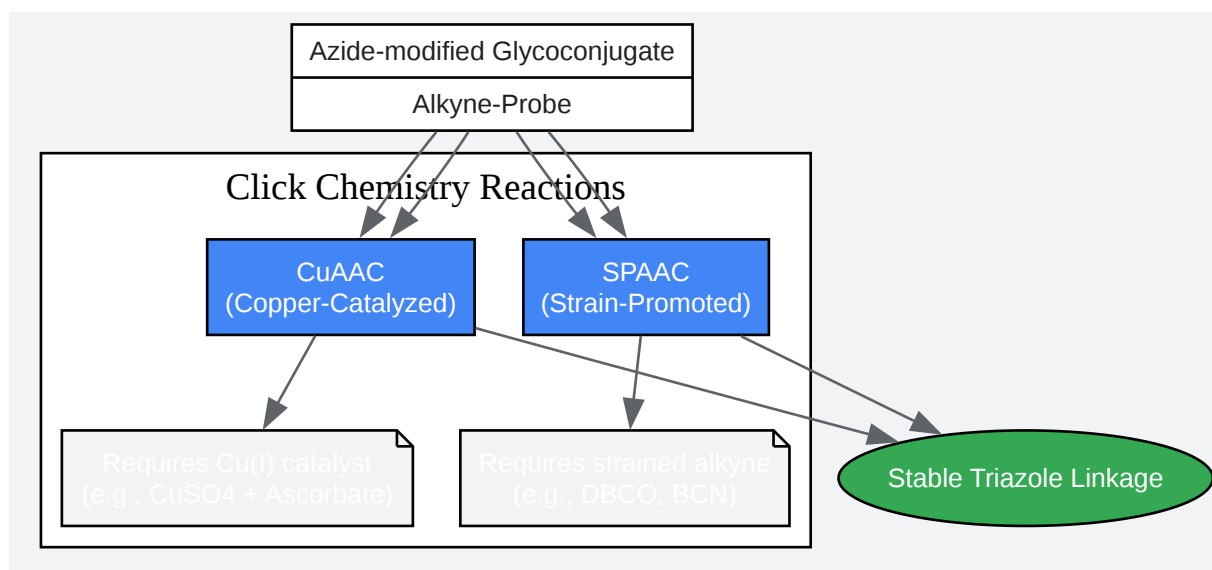 Azide-modified Glycoconjugate
Alkyne-Probe
Click Chemistry Reactions
CuAAC
(Copper-Catalyzed)
SPAAC
(Strain-Promoted)
Requires Cu(I) catalyst
(e.g., CuSO4 + Ascorbate)
Requires strained alkyne
(e.g., DBCO, BCN)
Stable Triazole Linkage